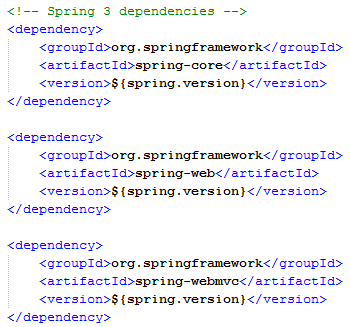 <!-- Spring 3 dependencies -->
<dependency>
    <groupId>org.springframework</groupId>
    <artifactId>spring-core</artifactId>
    <version>${spring.version}</version>
</dependency>

<dependency>
    <groupId>org.springframework</groupId>
    <artifactId>spring-web</artifactId>
    <version>${spring.version}</version>
</dependency>

<dependency>
    <groupId>org.springframework</groupId>
    <artifactId>spring-webmvc</artifactId>
    <version>${spring.version}</version>
</dependency>